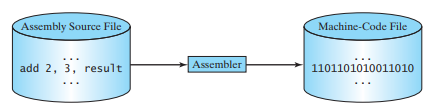 Assembly Source File
...
add 2, 3, result
...
Assembler
Machine-Code File
...
1101101010011010
...